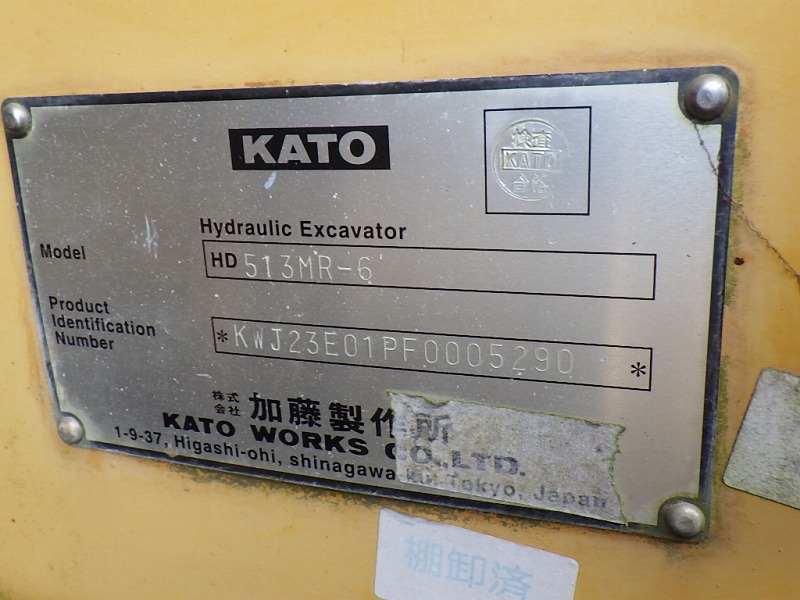 KATO
検査
KATO
合格
Hydraulic Excavator
Model
HD 513MR-6
Product
Identification
Number
*KWJ23E01PF0005290*
株式
会社 加藤製作所
KATO WORKS CO.,LTD.
1-9-37, Higashi-ohi, shinagawa-ku, Tokyo, Japan
棚卸済